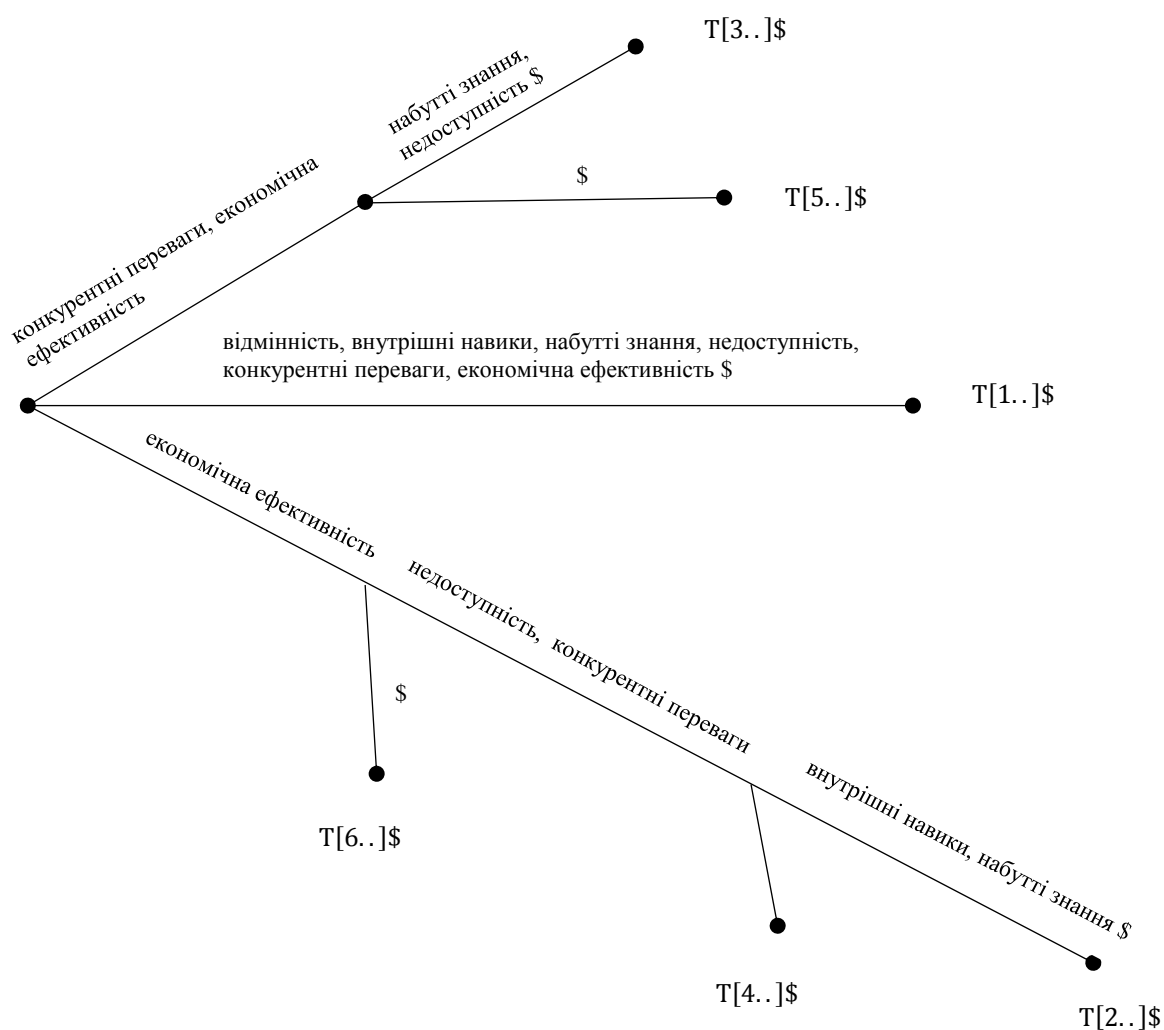 T[3..]$
набутті знання,
недоступність $
$
T[5..]$
конкурентні переваги, економічна
ефективність
відмінність, внутрішні навики, набутті знання, недоступність,
конкурентні переваги, економічна ефективність $
T[1..]$
економічна ефективність
недоступність, конкурентні переваги
$
внутрішні навики, набутті знання $
T[6..]$
T[4..]$
T[2..]$